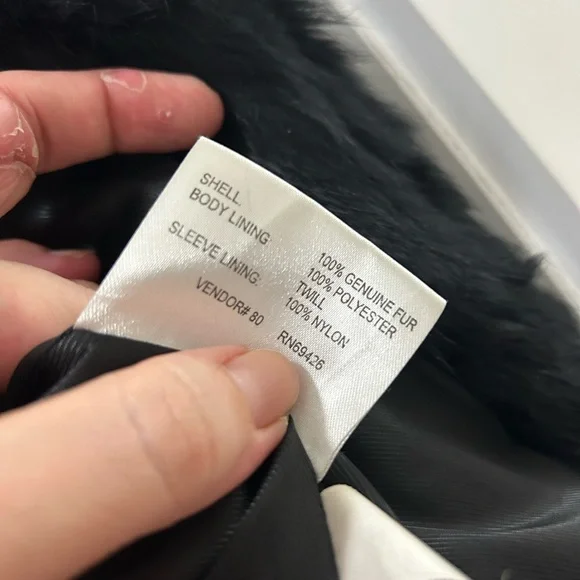 SHELL 100% GENUINE FUR
BODY LINING 100% POLYESTER
TWILL
SLEEVE LINING: 100% NYLON
VENDOR# 80 RN69426